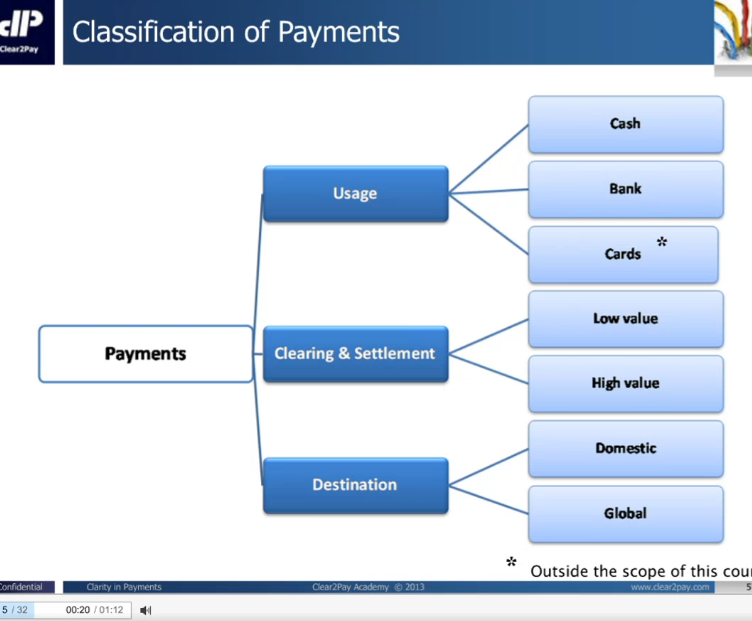 Clear2Pay
Classification of Payments
Cash
Usage
Bank
Cards *
Low value
Payments
Clearing & Settlement
High value
Domestic
Destination
Global
* Outside the scope of this cour
Confidential
Clarity in Payments
Clear2Pay Academy © 2013
www.clear2pay.com
5
5 / 32
00:20 / 01:12